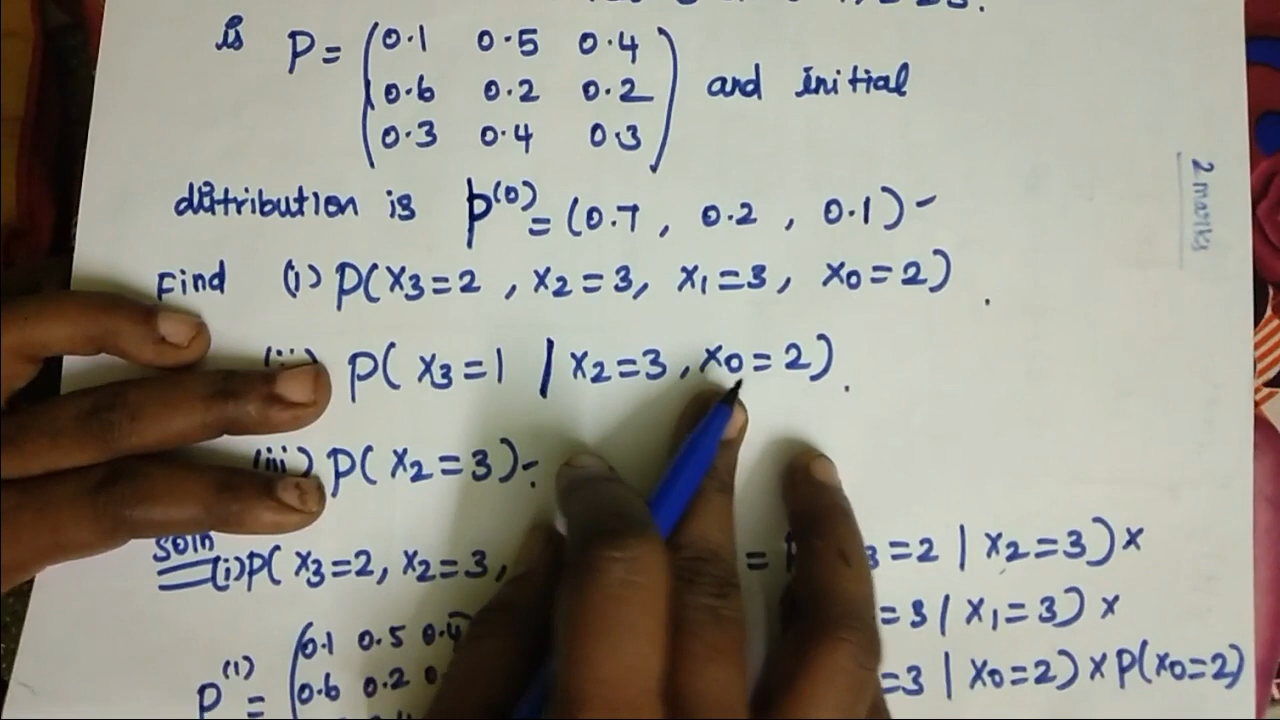 is P = (0.1 0.5 0.4
0.6 0.2 0.2
0.3 0.4 0.3) and initial
distribution is p^(0) = (0.7, 0.2, 0.1)-
Find (i) P(X3=2, X2=3, X1=3, X0=2).
(ii) P(X3=1 / X2=3, X0=2).
(iii) P(X2=3)-
Soln
(i) P(X3=2, X2=3, = 3=2 | X2=3) x
=3 | X1=3) x
=3 | X0=2) x P(X0=2)
P^(1) = (0.1 0.5 0.4
0.6 0.2 0.
2 marks